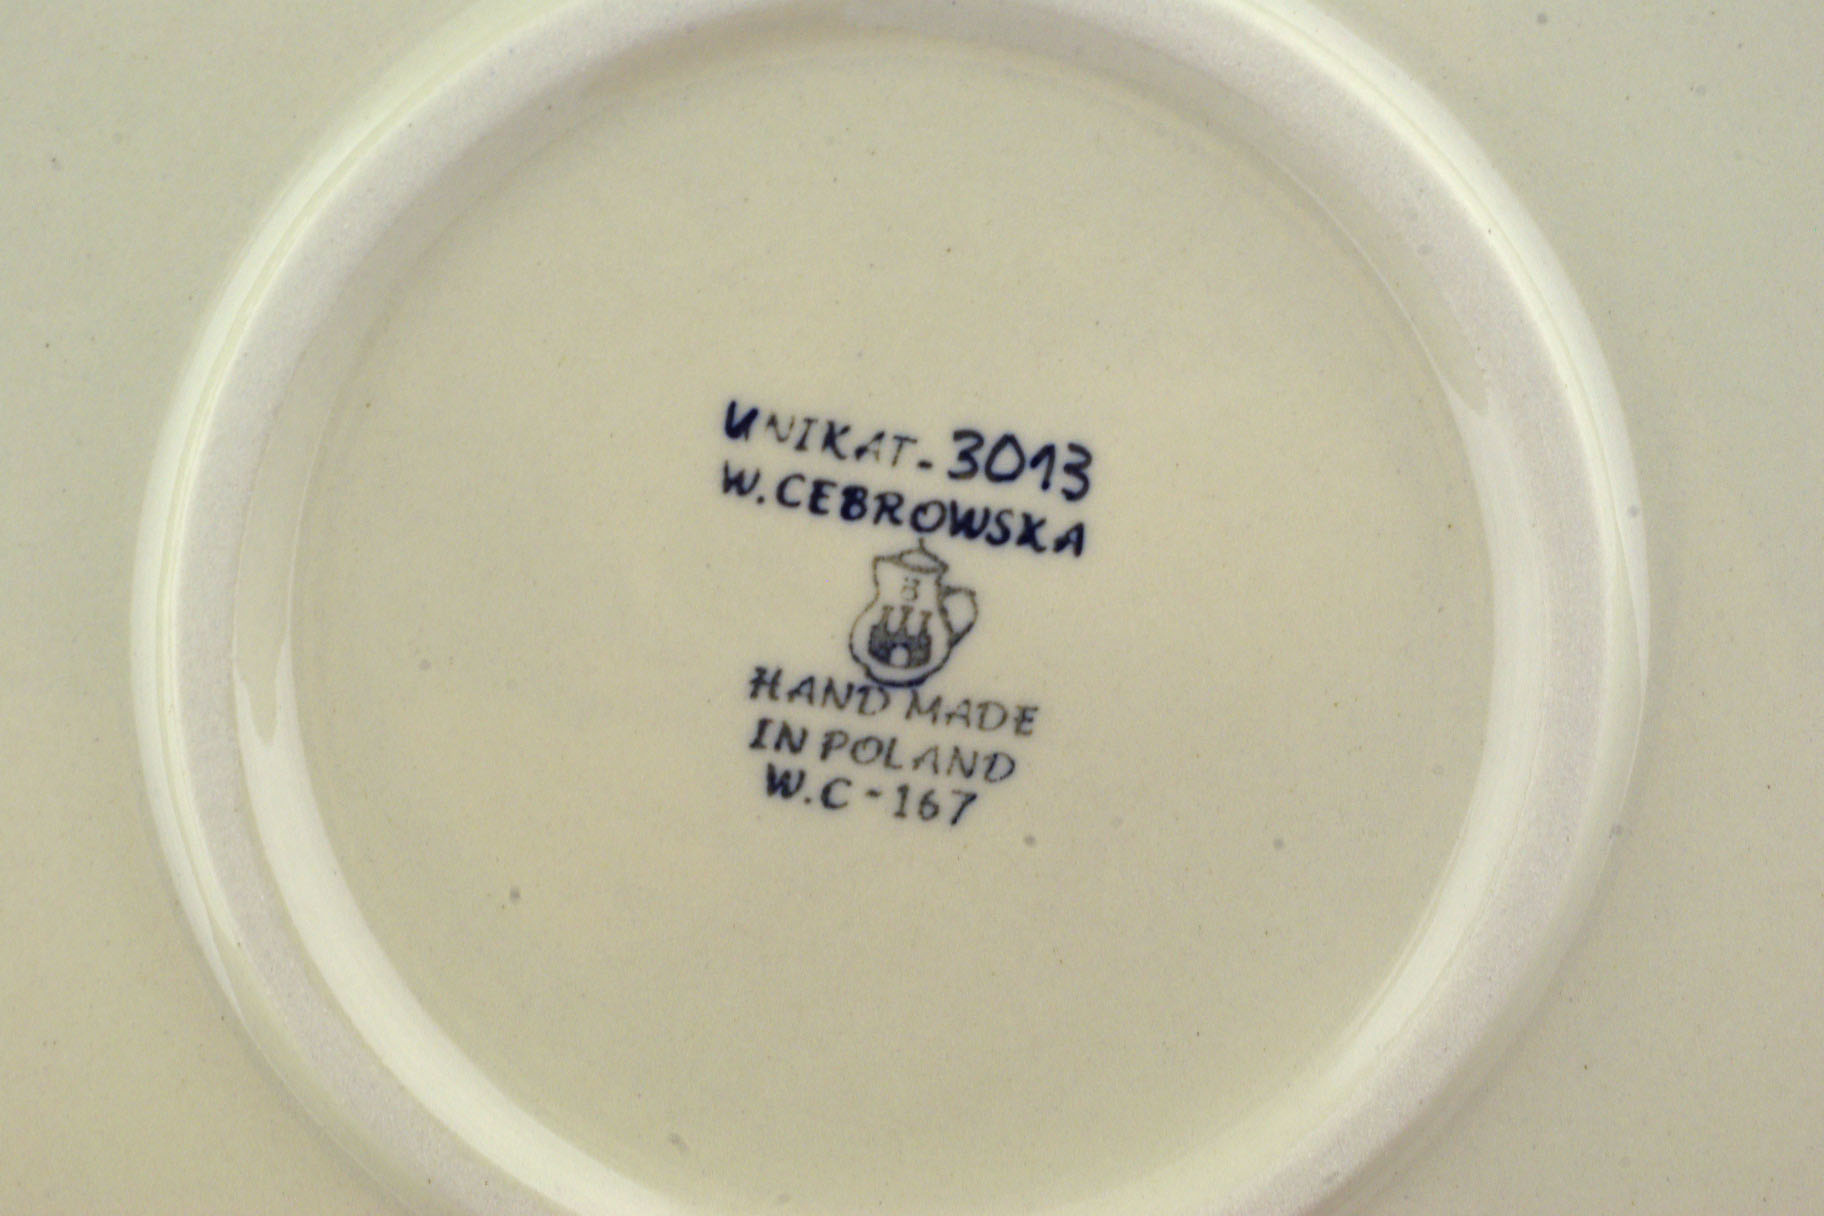 UNIKAT-3013
W.CEBROWSKA
B
HAND MADE
IN POLAND
W.C-167